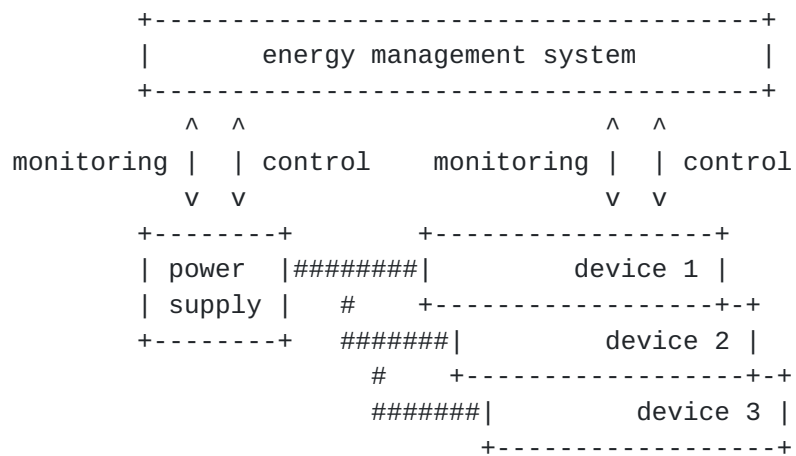 energy management system
monitoring control monitoring control
power device 1
supply
device 2
device 3